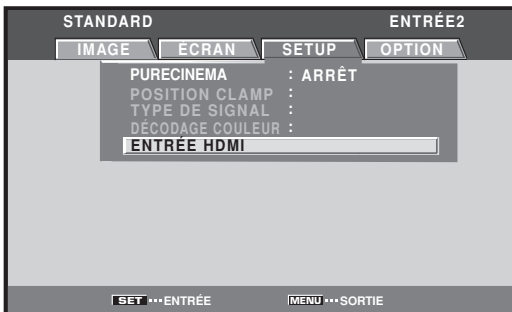 STANDARD ENTRÉE2
IMAGE ÉCRAN SETUP OPTION
PURECINEMA : ARRÊT
POSITION CLAMP :
TYPE DE SIGNAL :
DÉCODAGE COULEUR :
ENTRÉE HDMI
SET ••• ENTRÉE MENU ••• SORTIE